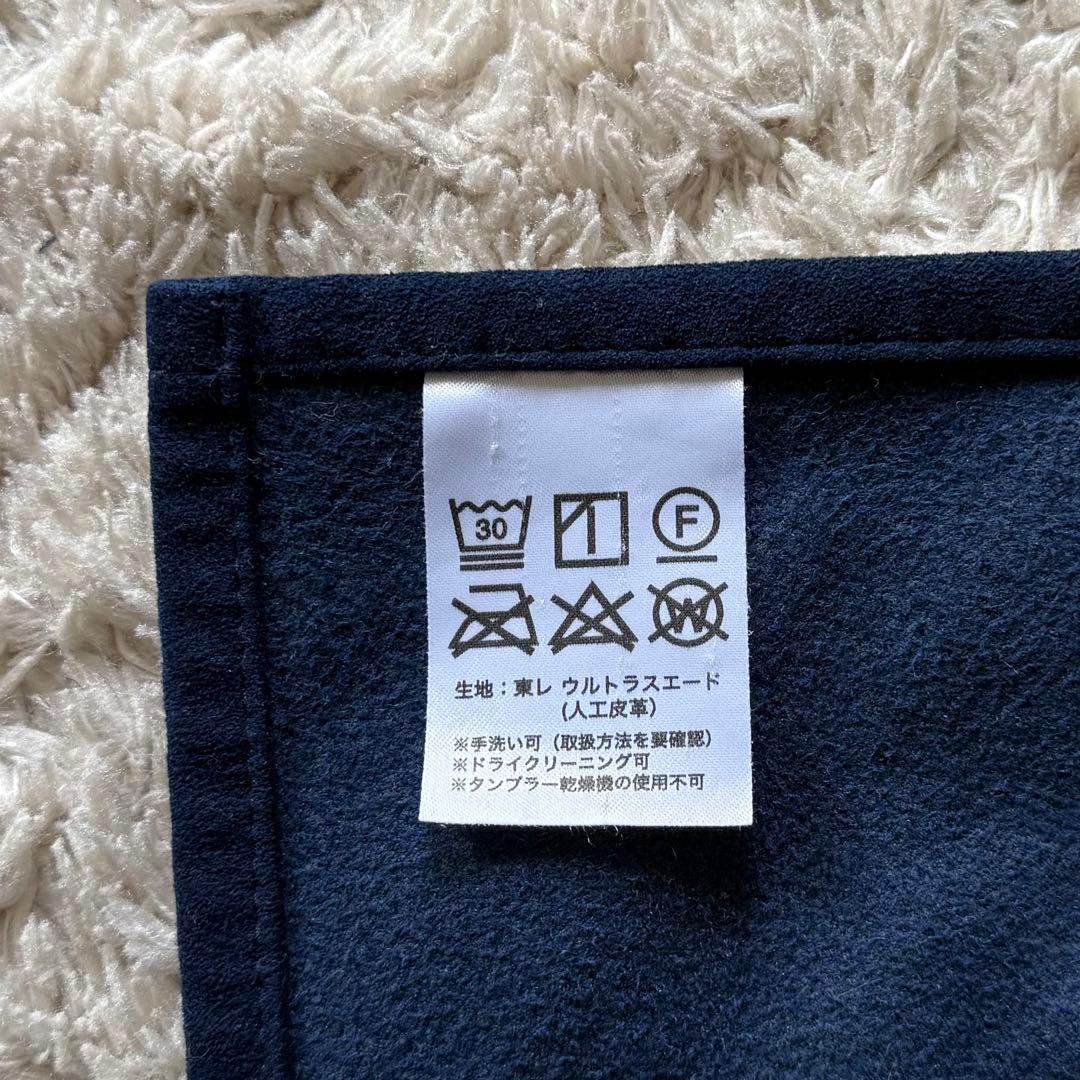 30 F
W
生地：東レ ウルトラスエード
(人工皮革)
※手洗い可（取扱方法を要確認）
※ドライクリーニング可
※タンブラー乾燥機の使用不可